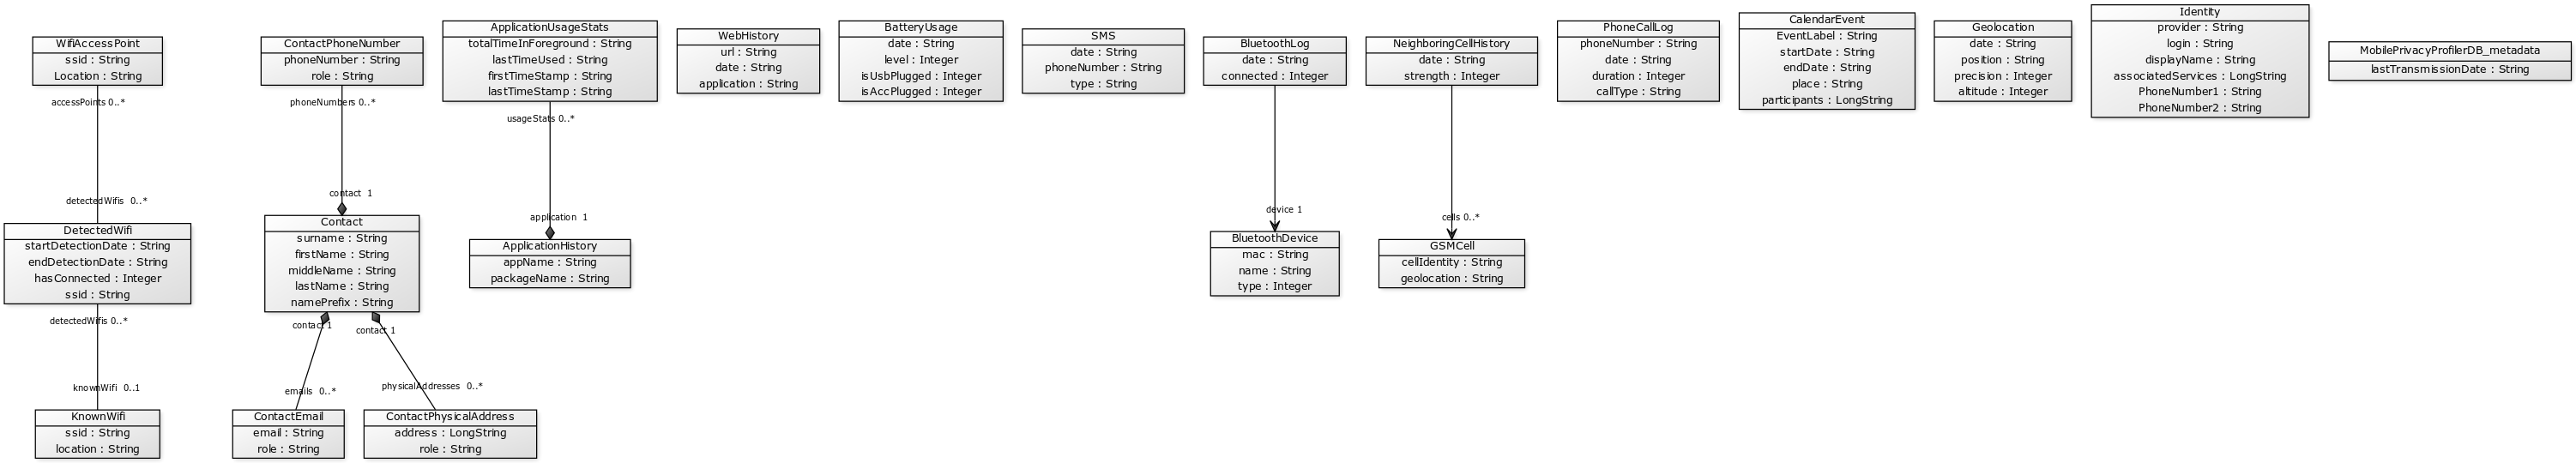 WifiAccessPoint
ssid : String
Location : String
accessPoints 0..*
detectedWifis 0..*
DetectedWifi
startDetectionDate : String
endDetectionDate : String
hasConnected : Integer
ssid : String
detectedWifis 0..*
knownWifi 0..1
KnownWifi
ssid : String
location : String
ContactPhoneNumber
phoneNumber : String
role : String
phoneNumbers 0..*
contact 1
Contact
surname : String
firstName : String
middleName : String
lastName : String
namePrefix : String
contact 1
contact 1
emails 0..*
physicalAddresses 0..*
ContactEmail
email : String
role : String
ContactPhysicalAddress
address : LongString
role : String
ApplicationUsageStats
totalTimeInForeground : String
lastTimeUsed : String
firstTimeStamp : String
lastTimeStamp : String
usageStats 0..*
application 1
ApplicationHistory
appName : String
packageName : String
WebHistory
url : String
date : String
application : String
BatteryUsage
date : String
level : Integer
isUsbPlugged : Integer
isAccPlugged : Integer
SMS
date : String
phoneNumber : String
type : String
BluetoothLog
date : String
connected : Integer
device 1
BluetoothDevice
mac : String
name : String
type : Integer
NeighboringCellHistory
date : String
strength : Integer
cells 0..*
GSMCell
cellIdentity : String
geolocation : String
PhoneCallLog
phoneNumber : String
date : String
duration : Integer
callType : String
CalendarEvent
EventLabel : String
startDate : String
endDate : String
place : String
participants : LongString
Geolocation
date : String
position : String
precision : Integer
altitude : Integer
Identity
provider : String
login : String
displayName : String
associatedServices : LongString
PhoneNumber1 : String
PhoneNumber2 : String
MobilePrivacyProfilerDB_metadata
lastTransmissionDate : String